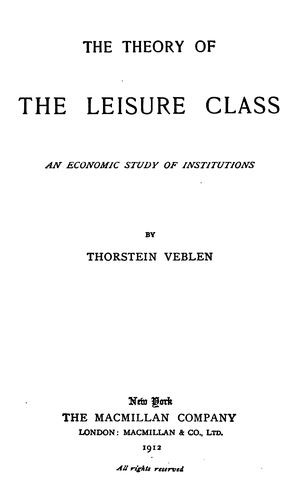 THE THEORY OF
THE LEISURE CLASS
AN ECONOMIC STUDY OF INSTITUTIONS
BY
THORSTEIN VEBLEN
New York
THE MACMILLAN COMPANY
LONDON: MACMILLAN & CO., LTD.
1912
All rights reserved